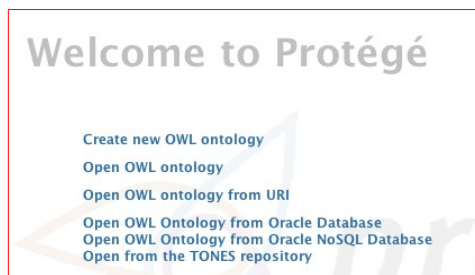 Welcome to Protégé
Create new OWL ontology
Open OWL ontology
Open OWL ontology from URI
Open OWL Ontology from Oracle Database
Open OWL Ontology from Oracle NoSQL Database
Open from the TONES repository
pr